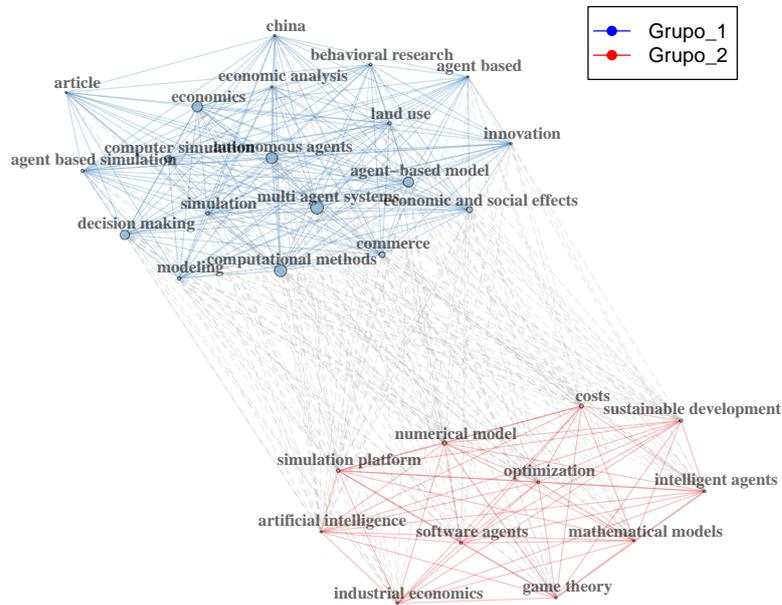 china
Grupo_1
Grupo_2
behavioral research
agent based
economic analysis
article
economics
land use
innovation
computer simulation
autonomous agents
agent based simulation
agent−based model
multi agent systems
economic and social effects
simulation
decision making
commerce
computational methods
modeling
costs
sustainable development
numerical model
simulation platform
optimization
intelligent agents
artificial intelligence
software agents
mathematical models
game theory
industrial economics